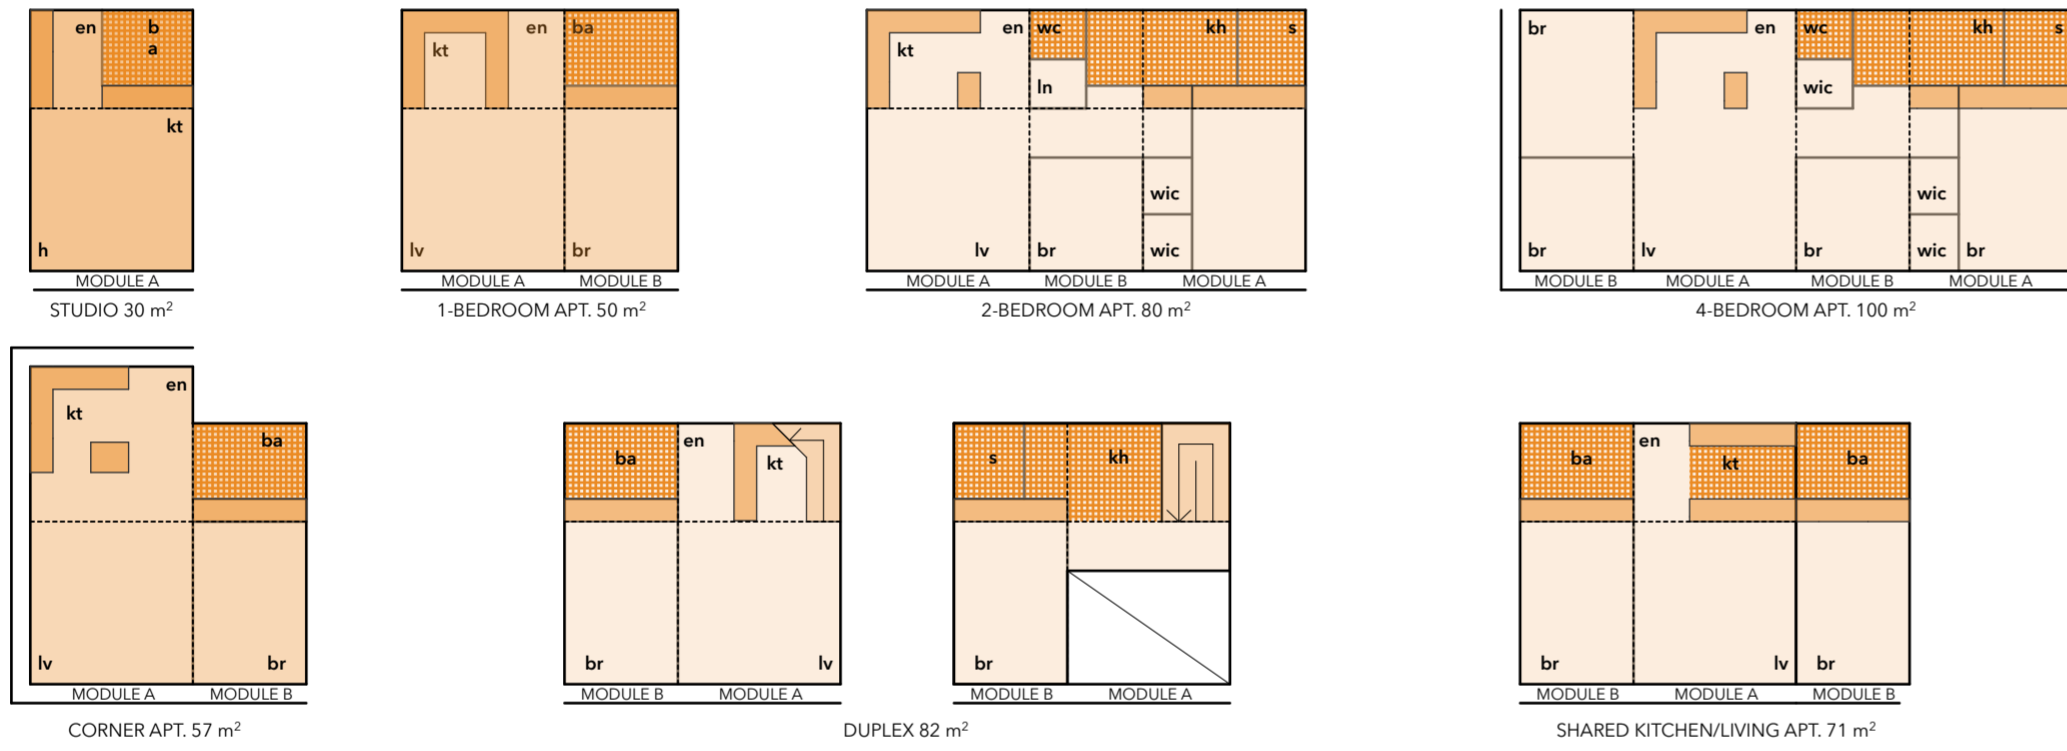 en
b
a
kt
h
MODULE A
STUDIO 30 m²
kt
en
ba
lv
br
MODULE A
MODULE B
1-BEDROOM APT. 50 m²
kt
en
wc
kh
s
ln
wic
lv
br
wic
MODULE A
MODULE B
MODULE A
2-BEDROOM APT. 80 m²
br
en
wc
kh
s
wic
wic
br
lv
br
wic
br
MODULE B
MODULE A
MODULE B
MODULE A
4-BEDROOM APT. 100 m²
en
kt
ba
lv
br
MODULE A
MODULE B
CORNER APT. 57 m²
ba
en
kt
br
lv
MODULE B
MODULE A
s
kh
br
MODULE B
MODULE A
DUPLEX 82 m²
ba
en
kt
ba
br
lv
br
MODULE B
MODULE A
MODULE B
SHARED KITCHEN/LIVING APT. 71 m²